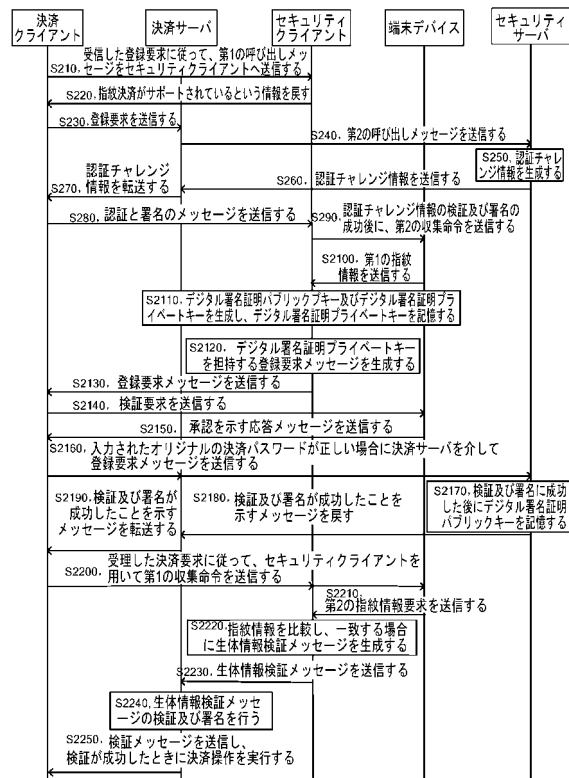 決済
クライアント
決済サーバ
セキュリティ
クライアント
端末デバイス
セキュリティ
サーバ
受信した登録要求に従って、第1の呼び出しメッ
S210, セージをセキュリティクライアントへ送信する
S220, 指紋決済がサポートされているという情報を戻す
S230, 登録要求を送信する
S240, 第2の呼び出しメッセージを送信する
S250, 認証チャレ
ンジ情報を生成する
認証チャレンジ
S270, 情報を転送する
S260, 認証チャレンジ情報を送信する
S280, 認証と署名のメッセージを送信する
S290, 認証チャレンジ情報の検証及び署名の
成功後に、第2の収集命令を送信する
S2100, 第1の指紋
情報を送信する
S2110, デジタル署名証明パブリックプキー及びデジタル署名証明プラ
イベートキーを生成し、デジタル署名証明プライベートキーを記憶する
S2120, デジタル署名証明プライベートキー
を担持する登録要求メッセージを生成する
S2130, 登録要求メッセージを送信する
S2140, 検証要求を送信する
S2150, 承認を示す応答メッセージを送信する
S2160, 入力されたオリジナルの決済パスワードが正しい場合に決済サーバを介して
登録要求メッセージを送信する
S2170, 検証及び署名に成功
した後にデジタル署名証明
パブリックキーを記憶する
S2190, 検証及び署名が
成功したことを示す
メッセージを転送する
S2180, 検証及び署名が成功したことを
示すメッセージを戻す
受理した決済要求に従って、セキュリティクライアントを
S2200, 用いて第1の収集命令を送信する
S2210,
第2の指紋情報要求を送信する
S2220, 指紋情報を比較し、一致する場合
に生体情報検証メッセージを生成する
S2230, 生体情報検証メッセージを送信する
S2240, 生体情報検証メッセ
ージの検証及び署名を行う
S2250, 検証メッセージを送信し、
検証が成功したときに決済操作を実行する